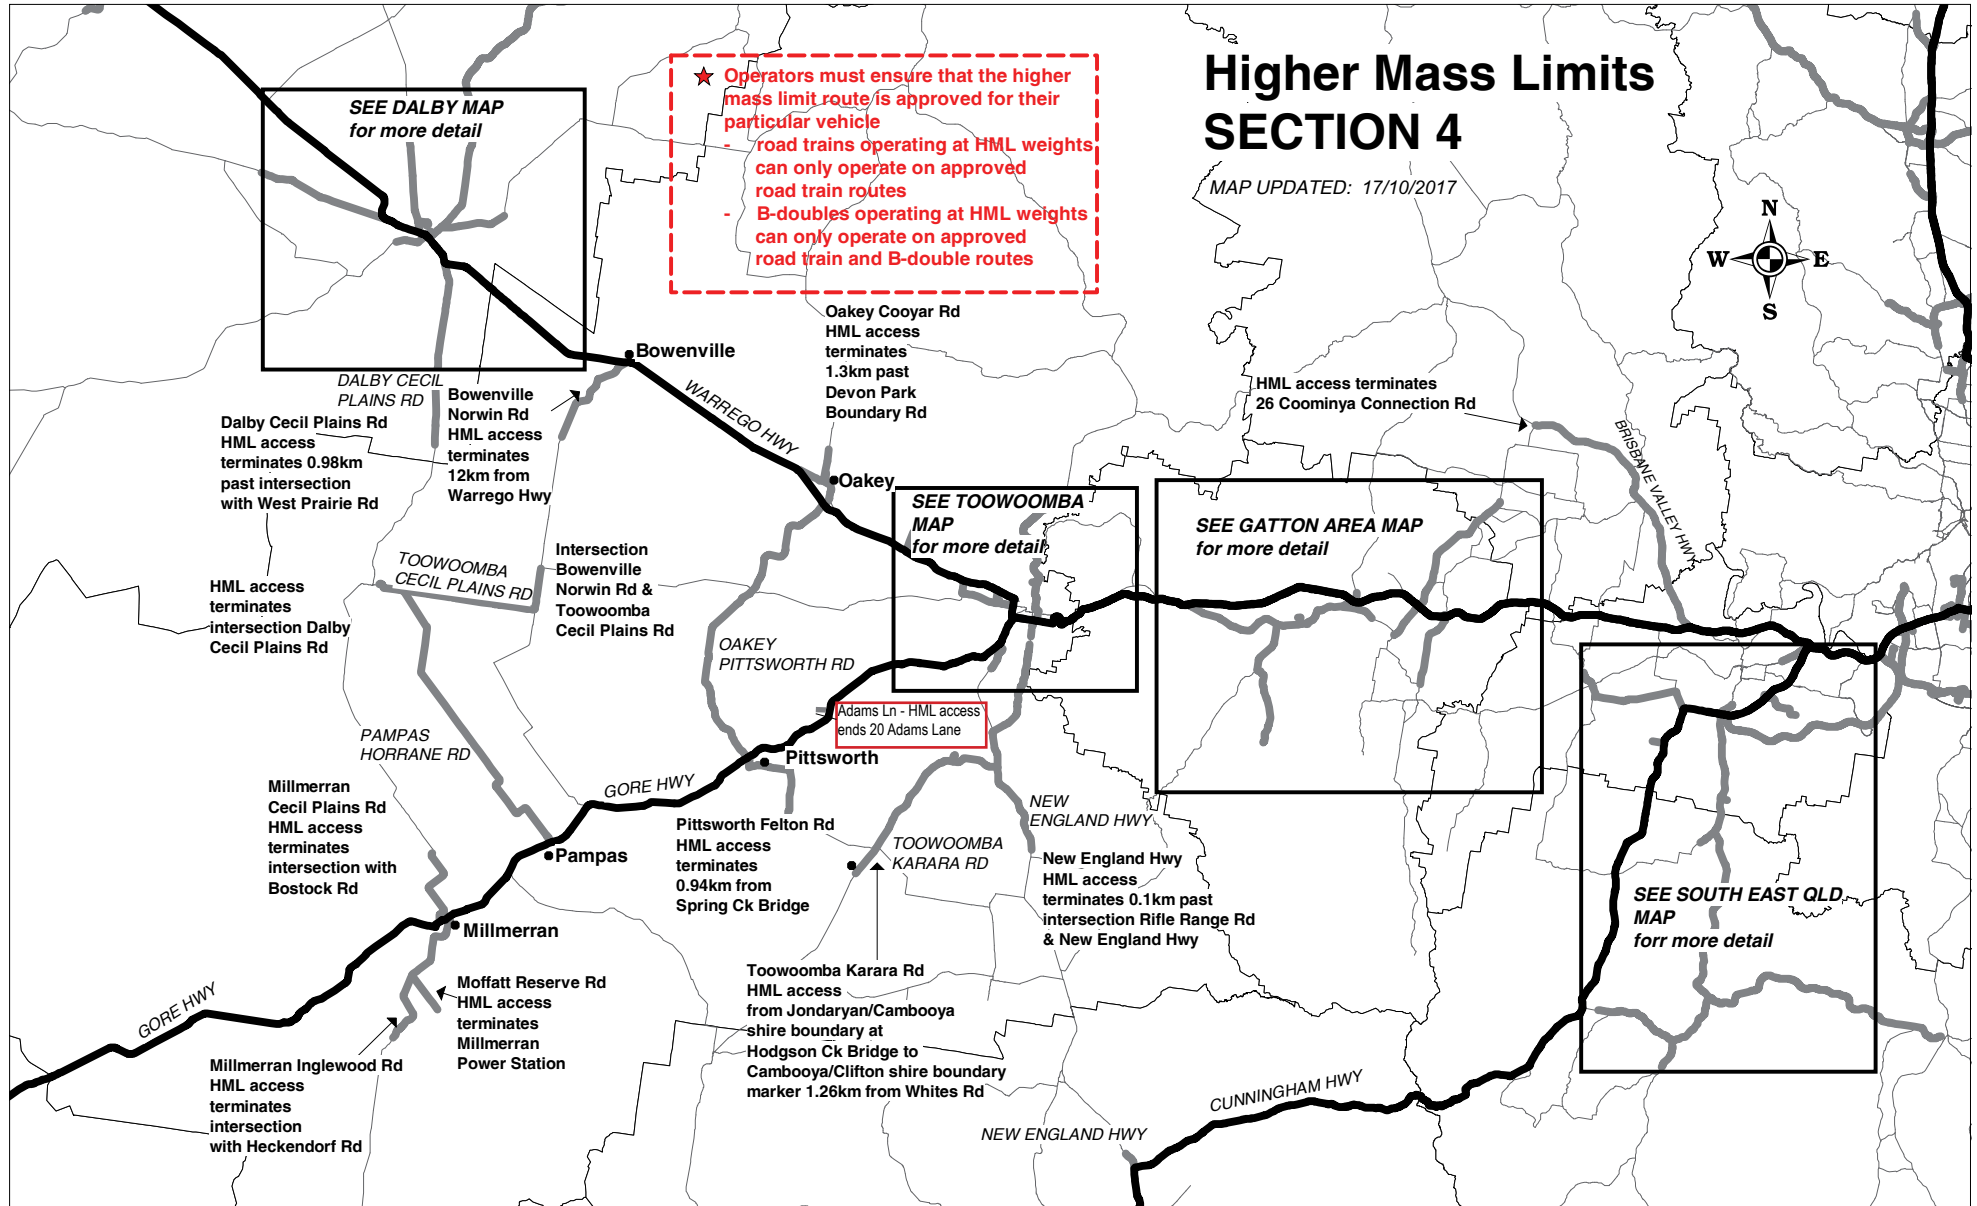 Higher Mass Limits
SECTION 4
MAP UPDATED: 17/10/2017
N
W
E
S
SEE DALBY MAP
for more detail
Operators must ensure that the higher
mass limit route is approved for their
particular vehicle
- road trains operating at HML weights
can only operate on approved
road train routes
- B-doubles operating at HML weights
can only operate on approved
road train and B-double routes
Bowenville
WARREGO HWY
Oakey Cooyar Rd
HML access
terminates
1.3km past
Devon Park
Boundary Rd
HML access terminates
26 Coominya Connection Rd
BRISBANE VALLEY HWY
DALBY CECIL
PLAINS RD
Bowenville
Norwin Rd
HML access
terminates
12km from
Warrego Hwy
Dalby Cecil Plains Rd
HML access
terminates 0.98km
past intersection
with West Prairie Rd
Oakey
SEE TOOWOOMBA
MAP
for more detail
SEE GATTON AREA MAP
for more detail
TOOWOOMBA
CECIL PLAINS RD
Intersection
Bowenville
Norwin Rd &
Toowoomba
Cecil Plains Rd
HML access
terminates
intersection Dalby
Cecil Plains Rd
OAKEY
PITTSWORTH RD
Adams Ln - HML access
ends 20 Adams Lane
PAMPAS
HORRANE RD
Pittsworth
GORE HWY
Millmerran
Cecil Plains Rd
HML access
terminates
intersection with
Bostock Rd
Pampas
Pittsworth Felton Rd
HML access
terminates
0.94km from
Spring Ck Bridge
TOOWOOMBA
KARARA RD
NEW
ENGLAND HWY
New England Hwy
HML access
terminates 0.1km past
intersection Rifle Range Rd
& New England Hwy
SEE SOUTH EAST QLD
MAP
forr more detail
Millmerran
GORE HWY
Moffatt Reserve Rd
HML access
terminates
Millmerran
Power Station
Toowoomba Karara Rd
HML access
from Jondaryan/Cambooya
shire boundary at
Hodgson Ck Bridge to
Cambooya/Clifton shire boundary
marker 1.26km from Whites Rd
Millmerran Inglewood Rd
HML access
terminates
intersection
with Heckendorf Rd
CUNNINGHAM HWY
NEW ENGLAND HWY